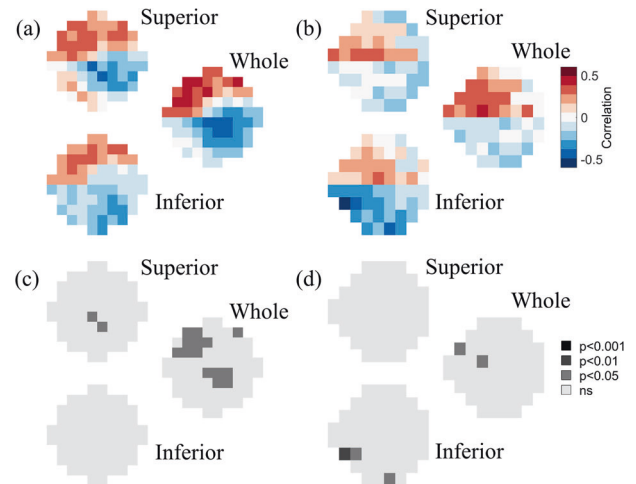 (a)
Superior
Whole
Inferior
(b)
Superior
Whole
Inferior
0.5
0
-0.5
Correlation
(c)
Superior
Whole
Inferior
(d)
Superior
Whole
Inferior
p<0.001
p<0.01
p<0.05
ns